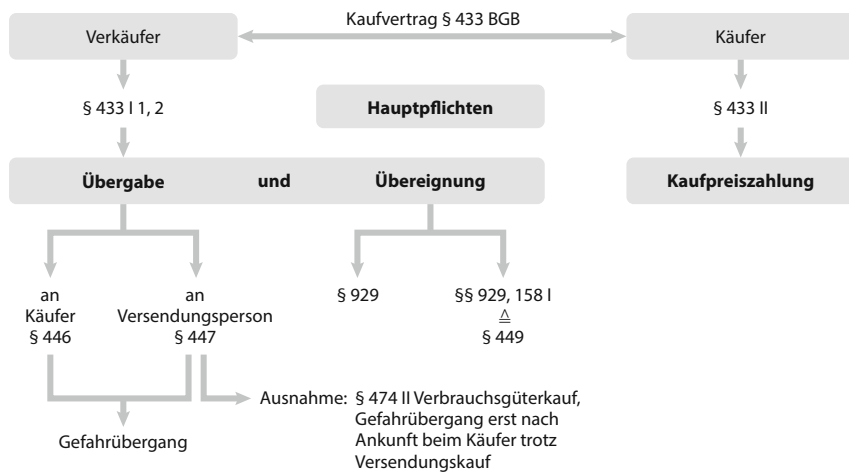 Kaufvertrag § 433 BGB
Verkäufer
Käufer
§ 433 I 1, 2
Hauptpflichten
§ 433 II
Übergabe und Übereignung
Kaufpreiszahlung
an
Käufer
§ 446
an
Versendungsperson
§ 447
§ 929
§§ 929, 158 I
≙
§ 449
Gefahrübergang
Ausnahme: § 474 II Verbrauchsgüterkauf,
Gefahrübergang erst nach
Ankunft beim Käufer trotz
Versendungskauf